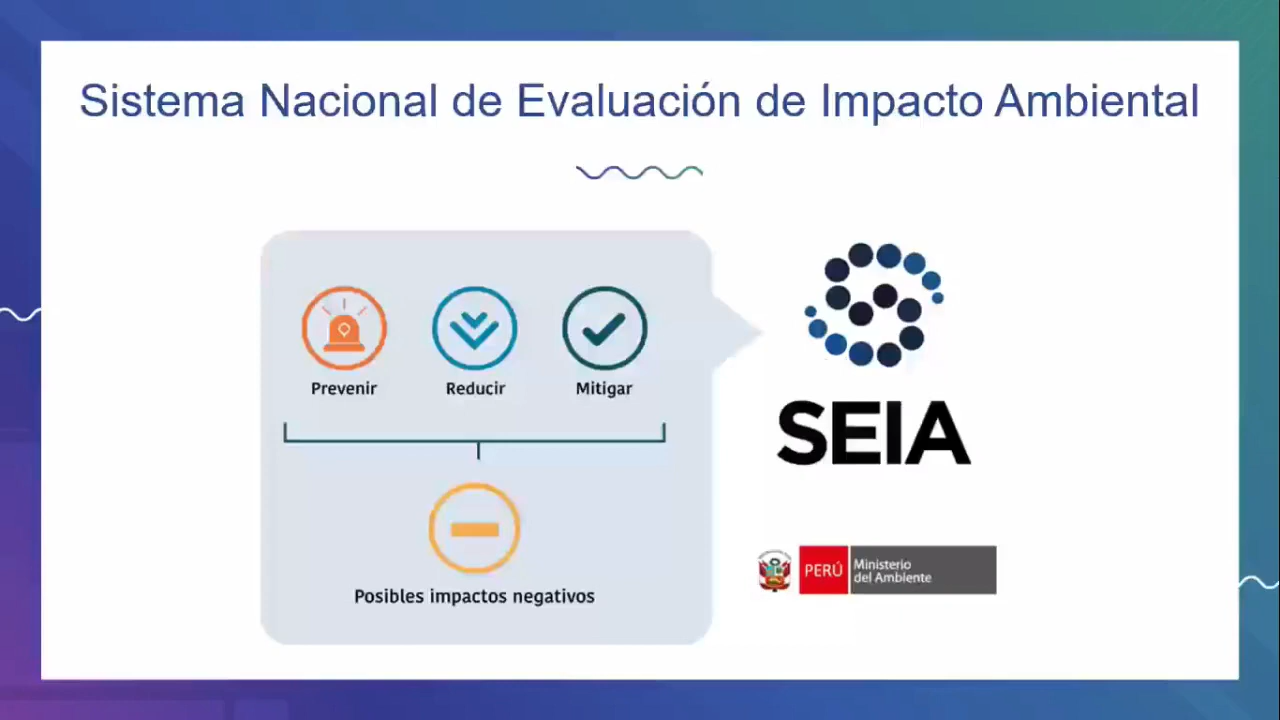 Sistema Nacional de Evaluación de Impacto Ambiental
Prevenir
Reducir
Mitigar
Posibles impactos negativos
SEIA
PERÚ
Ministerio
del Ambiente